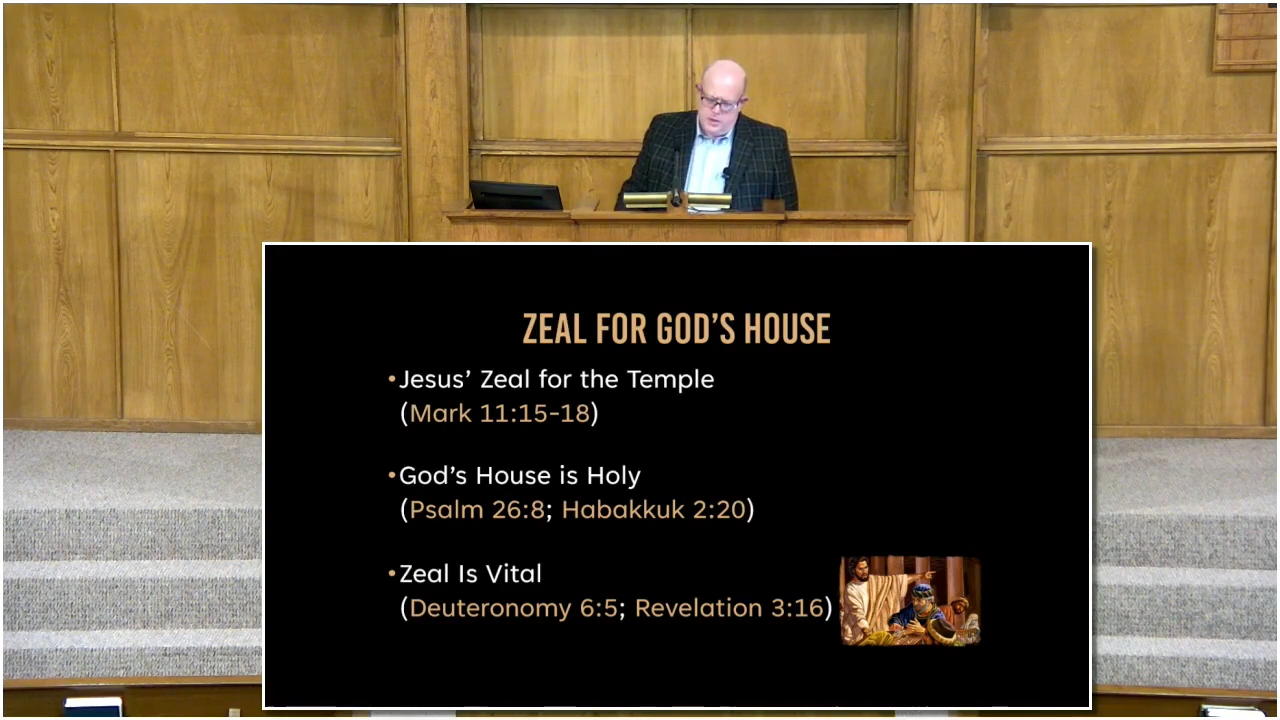 ZEAL FOR GOD'S HOUSE
•Jesus' Zeal for the Temple
(Mark 11:15-18)
•God's House is Holy
(Psalm 26:8; Habakkuk 2:20)
•Zeal Is Vital
(Deuteronomy 6:5; Revelation 3:16)